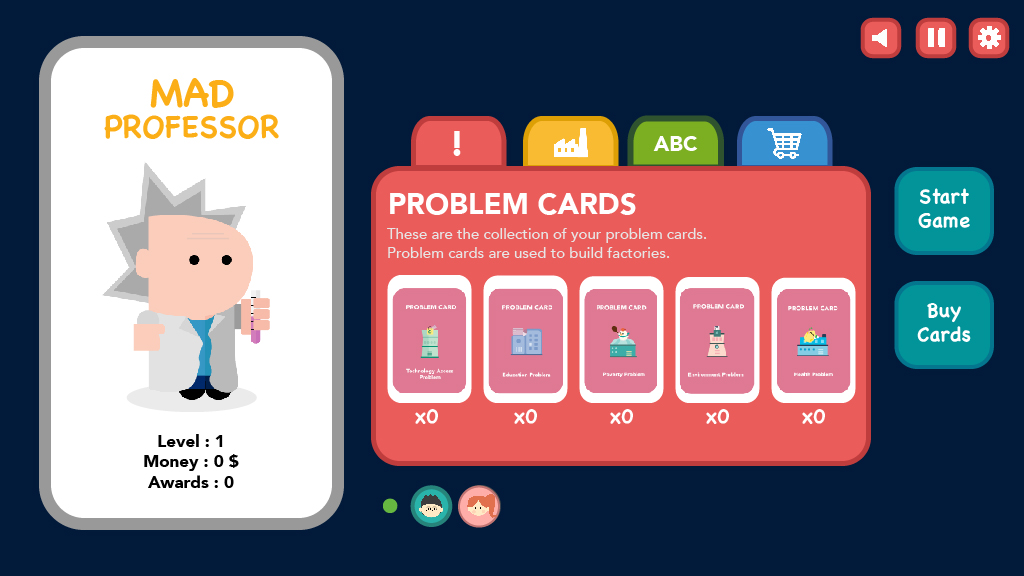 MAD
PROFESSOR
Level : 1
Money : 0 $
Awards : 0
!
ABC
PROBLEM CARDS
These are the collection of your problem cards.
Problem cards are used to build factories.
PROBLEM CARD
Technology Access
Problem
x0
PROBLEM CARD
Education Problem
x0
PROBLEM CARD
Poverty Problem
x0
PROBLEM CARD
Environment Problem
x0
PROBLEM CARD
Health Problem
x0
Start
Game
Buy
Cards